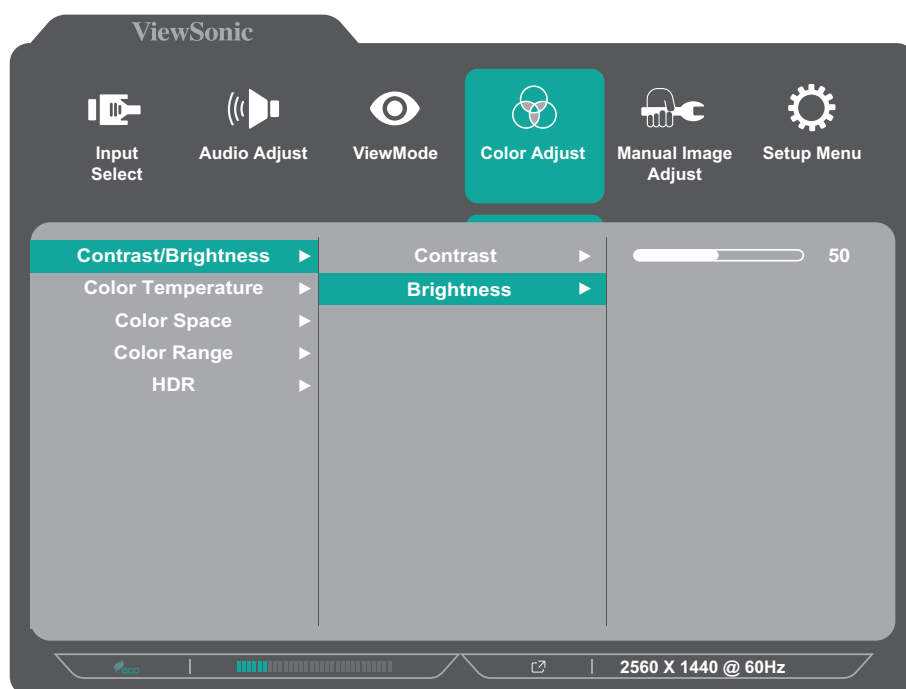 ViewSonic
Input Select
Audio Adjust
ViewMode
Color Adjust
Manual Image Adjust
Setup Menu
Contrast/Brightness
Color Temperature
Color Space
Color Range
HDR
Contrast
Brightness
50
eco
2560 X 1440 @ 60Hz